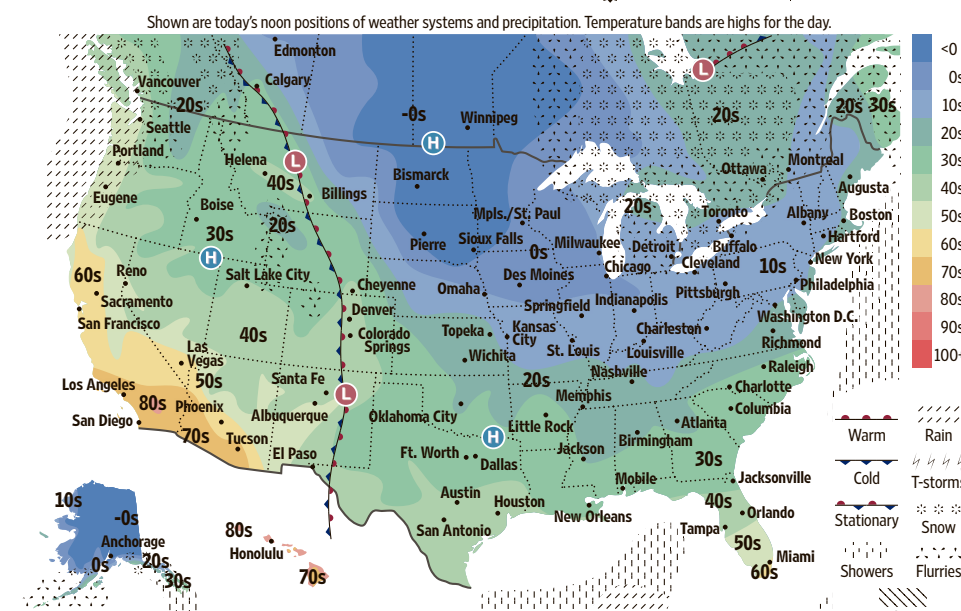 Shown are today's noon positions of weather systems and precipitation. Temperature bands are highs for the day.
Edmonton
<0
Calgary
Vancouver
10s
20s
20s
-0s
Winnipeg
20s
20s 30s
Seattle
H
20s
Portland
Helena
L
Ottawa
Montreal
30s
Bismarck
40s
Augusta
Eugene
Billings
40s
Boise
20s
Mpls./St. Paul
Toronto
Albany
Boston
50s
30s
20s
Pierre
Sioux Falls
0s
Milwaukee
Detroit
Buffalo
Hartford
60s
H
Chicago
Cleveland
10s
New York
60s
Reno
Salt Lake City
Cheyenne
Omaha
Des Moines
Pittsburgh
Philadelphia
70s
Sacramento
Springfield
Indianapolis
80s
San Francisco
Denver
Washington D.C.
40s
Colorado
Springs
Topeka
Kansas
City
Charleston
90s
Las
Vegas
Wichita
St. Louis
Louisville
Richmond
100+
50s
Santa Fe
20s
Nashville
Raleigh
Los Angeles
L
Memphis
Charlotte
80s
Phoenix
Albuquerque
Oklahoma City
Little Rock
Columbia
San Diego
Atlanta
70s
Tucson
H
Birmingham
Warm
Rain
El Paso
Ft. Worth
Dallas
Jackson
30s
Cold
T-storms
10s
Austin
Houston
Mobile
Jacksonville
-0s
80s
San Antonio
New Orleans
40s
Orlando
Stationary
Snow
Anchorage
Honolulu
Tampa
50s
0s
20s
Miami
30s
70s
60s
Showers
Flurries
L